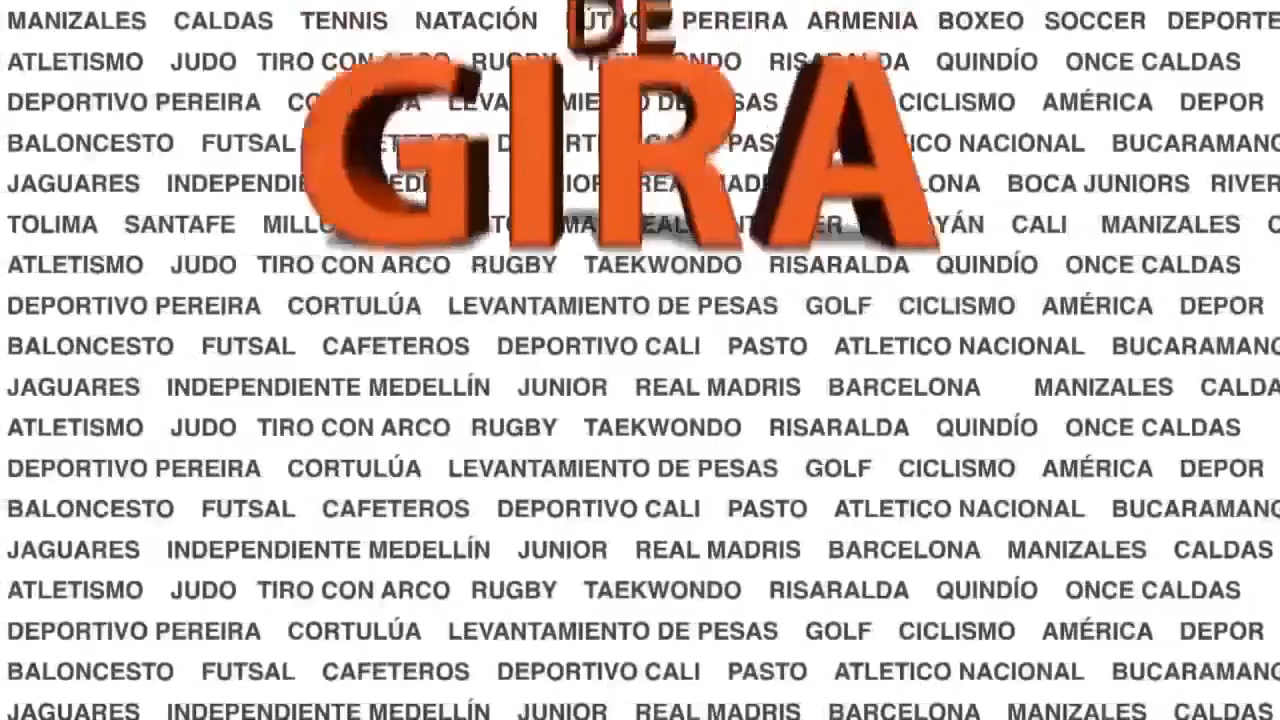 MANIZALES CALDAS TENNIS NATACIÓN PEREIRA ARMENIA BOXEO SOCCER DEPORTE
DE
ATLETISMO JUDO TIRO QUINDÍO ONCE CALDAS
GIRA
DEPORTIVO PEREIRA CICLISMO AMÉRICA DEPOR
BALONCESTO FUTSAL NACIONAL BUCARAMANG
JAGUARES BOCA JUNIORS RIVER
TOLIMA SANTAFE CALI MANIZALES C
ATLETISMO JUDO TIRO CON ARCO RUGBY TAEKWONDO RISARALDA QUINDÍO ONCE CALDAS
DEPORTIVO PEREIRA CORTULÚA LEVANTAMIENTO DE PESAS GOLF CICLISMO AMÉRICA DEPOR
BALONCESTO FUTSAL CAFETEROS DEPORTIVO CALI PASTO ATLETICO NACIONAL BUCARAMANG
JAGUARES INDEPENDIENTE MEDELLÍN JUNIOR REAL MADRIS BARCELONA MANIZALES CALDA
ATLETISMO JUDO TIRO CON ARCO RUGBY TAEKWONDO RISARALDA QUINDÍO ONCE CALDAS
DEPORTIVO PEREIRA CORTULÚA LEVANTAMIENTO DE PESAS GOLF CICLISMO AMÉRICA DEPOR
BALONCESTO FUTSAL CAFETEROS DEPORTIVO CALI PASTO ATLETICO NACIONAL BUCARAMANG
JAGUARES INDEPENDIENTE MEDELLÍN JUNIOR REAL MADRIS BARCELONA MANIZALES CALDAS
ATLETISMO JUDO TIRO CON ARCO RUGBY TAEKWONDO RISARALDA QUINDÍO ONCE CALDAS
DEPORTIVO PEREIRA CORTULÚA LEVANTAMIENTO DE PESAS GOLF CICLISMO AMÉRICA DEPOR
BALONCESTO FUTSAL CAFETEROS DEPORTIVO CALI PASTO ATLETICO NACIONAL BUCARAMANG
JAGUARES INDEPENDIENTE MEDELLÍN JUNIOR REAL MADRIS BARCELONA MANIZALES CALDAS